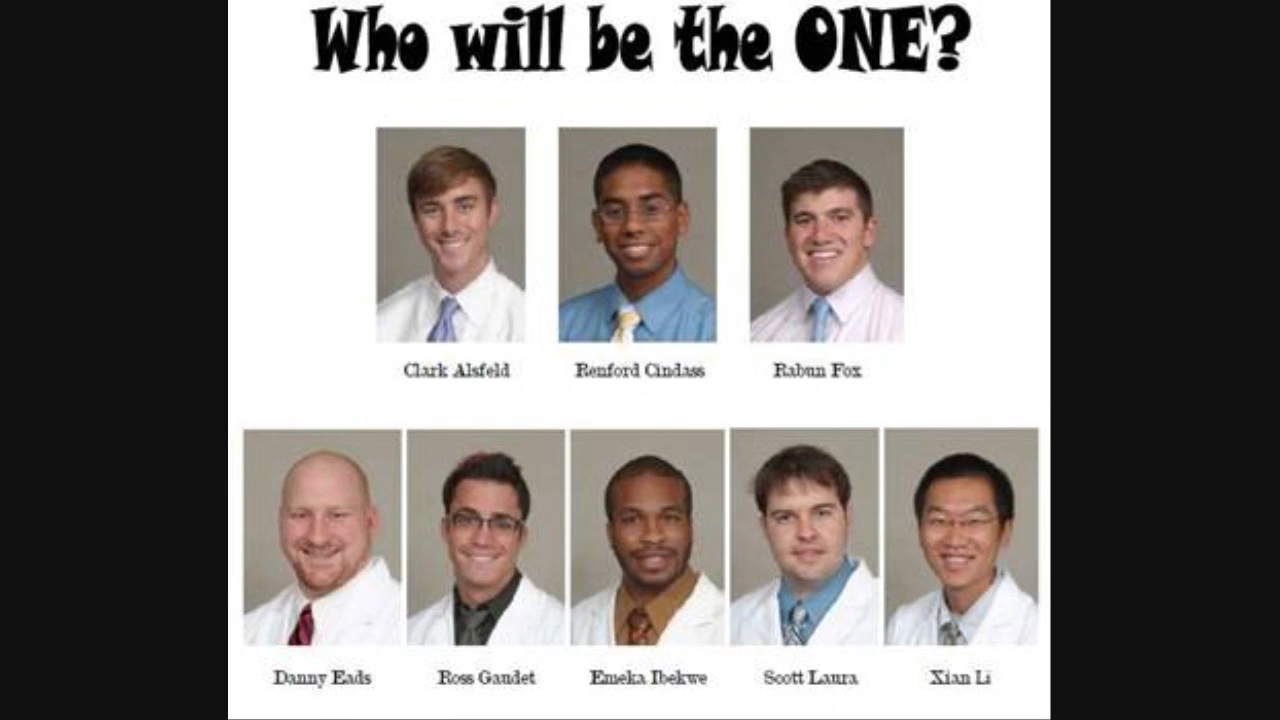 Who will be the ONE?
Clark Alsfeld
Renford Cindass
Rabun Fox
Danny Eads
Ross Gaudet
Emeka Ibekwe
Scott Laura
Xian Li